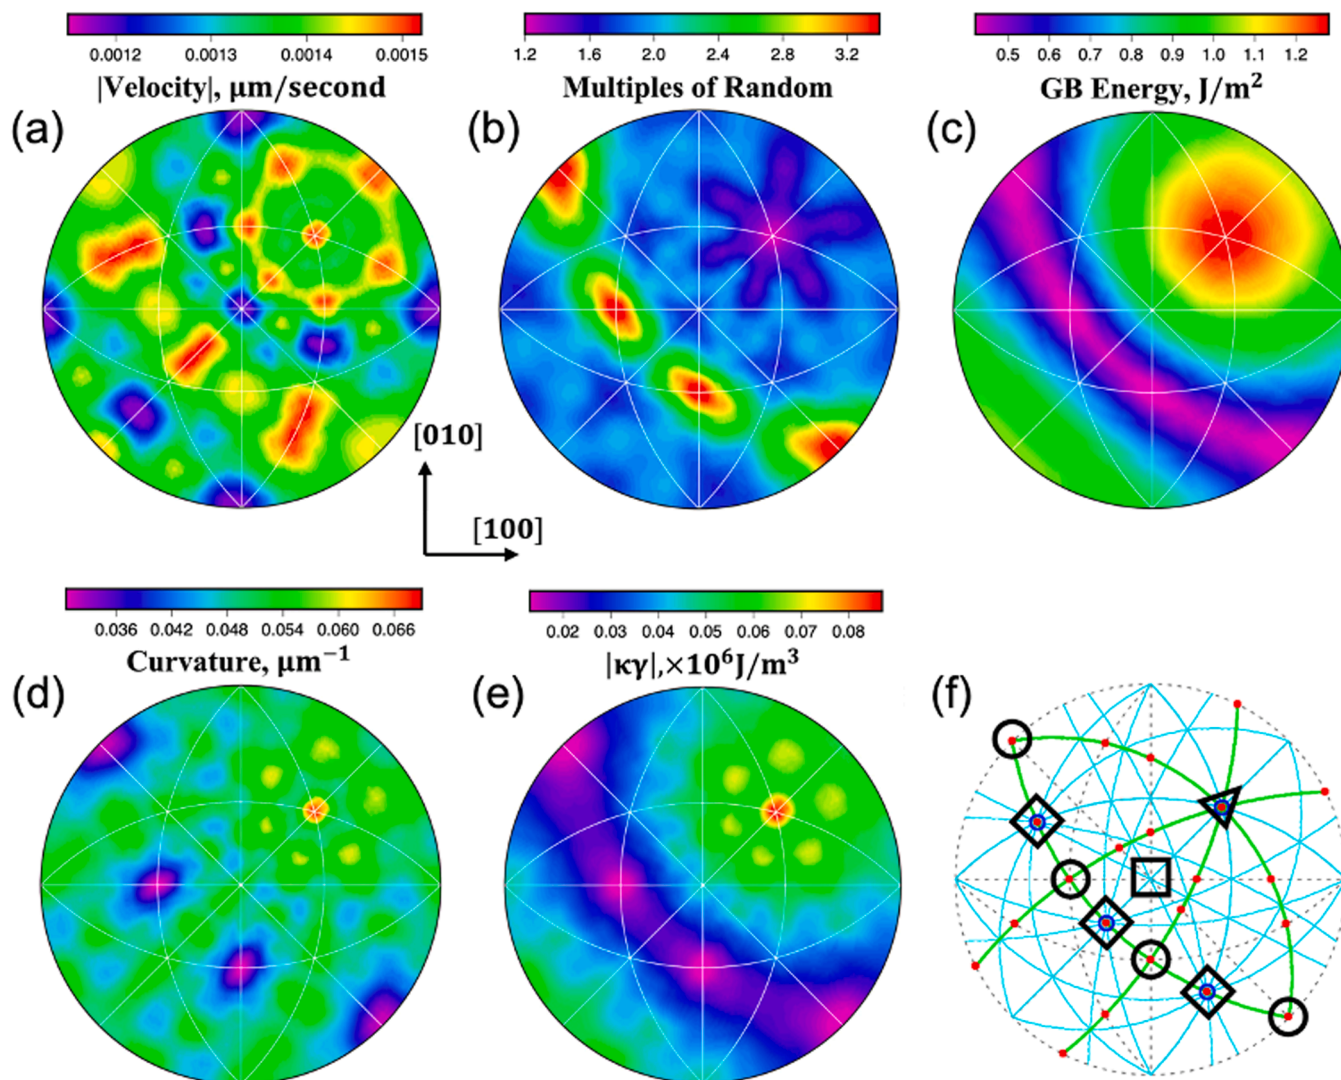 0.0012 0.0013 0.0014 0.0015
|Velocity|, μm/second
(a)
1.2 1.6 2.0 2.4 2.8 3.2
Multiples of Random
(b)
0.5 0.6 0.7 0.8 0.9 1.0 1.1 1.2
GB Energy, J/m²
(c)
[010]
[100]
0.036 0.042 0.048 0.054 0.060 0.066
Curvature, μm⁻¹
(d)
0.02 0.03 0.04 0.05 0.06 0.07 0.08
|κγ|,×10⁶J/m³
(e)
(f)